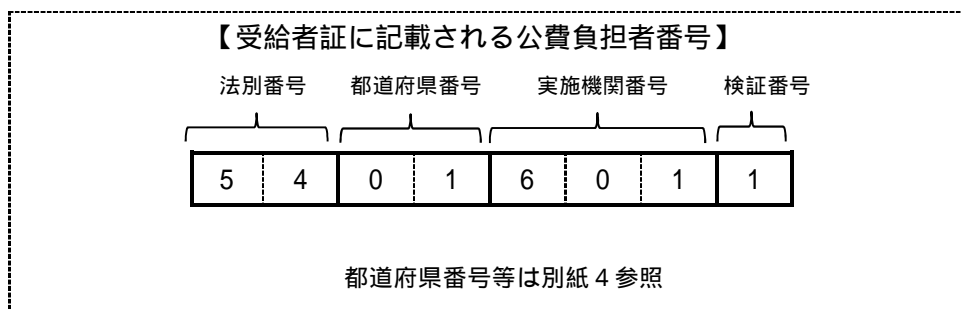 【受給者証に記載される公費負担者番号】
法別番号 都道府県番号 実施機関番号 検証番号
5 4 0 1 6 0 1 1
都道府県番号等は別紙４参照